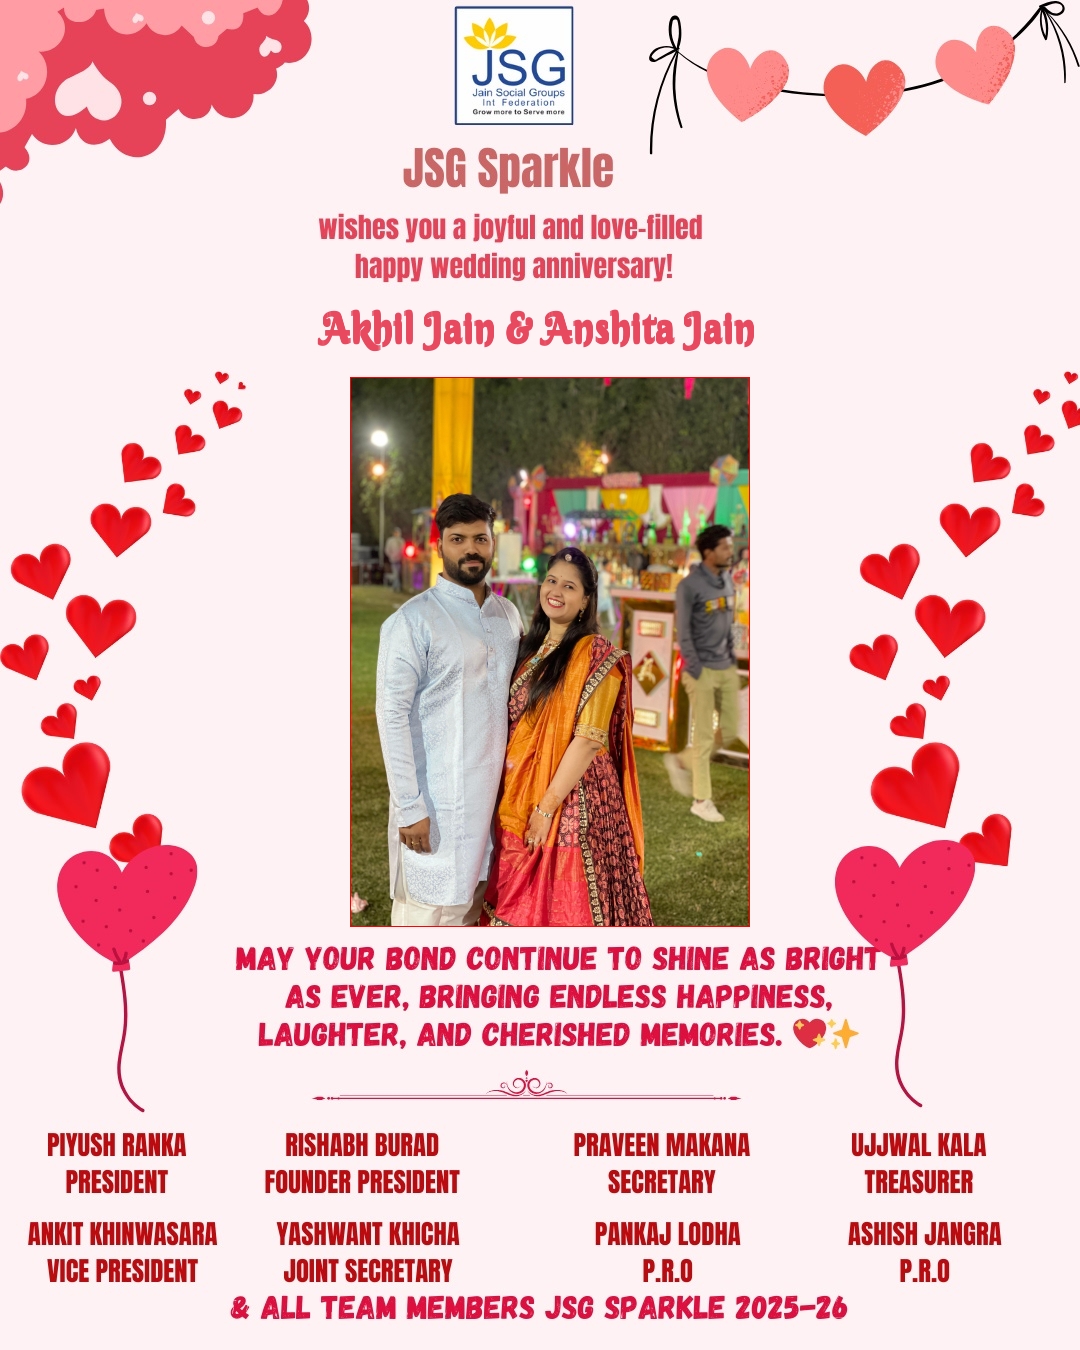 JSG
Jain Social Groups
Int Federation
Grow more to Serve more
JSG Sparkle
wishes you a joyful and love-filled
happy wedding anniversary!
Akhil Jain & Anshita Jain
MAY YOUR BOND CONTINUE TO SHINE AS BRIGHT
AS EVER, BRINGING ENDLESS HAPPINESS,
LAUGHTER, AND CHERISHED MEMORIES. 💖✨
PIYUSH RANKA
PRESIDENT
RISHABH BURAD
FOUNDER PRESIDENT
PRAVEEN MAKANA
SECRETARY
UJJWAL KALA
TREASURER
ANKIT KHINWASARA
VICE PRESIDENT
YASHWANT KHICHA
JOINT SECRETARY
PANKAJ LODHA
P.R.O
ASHISH JANGRA
P.R.O
& ALL TEAM MEMBERS JSG SPARKLE 2025-26